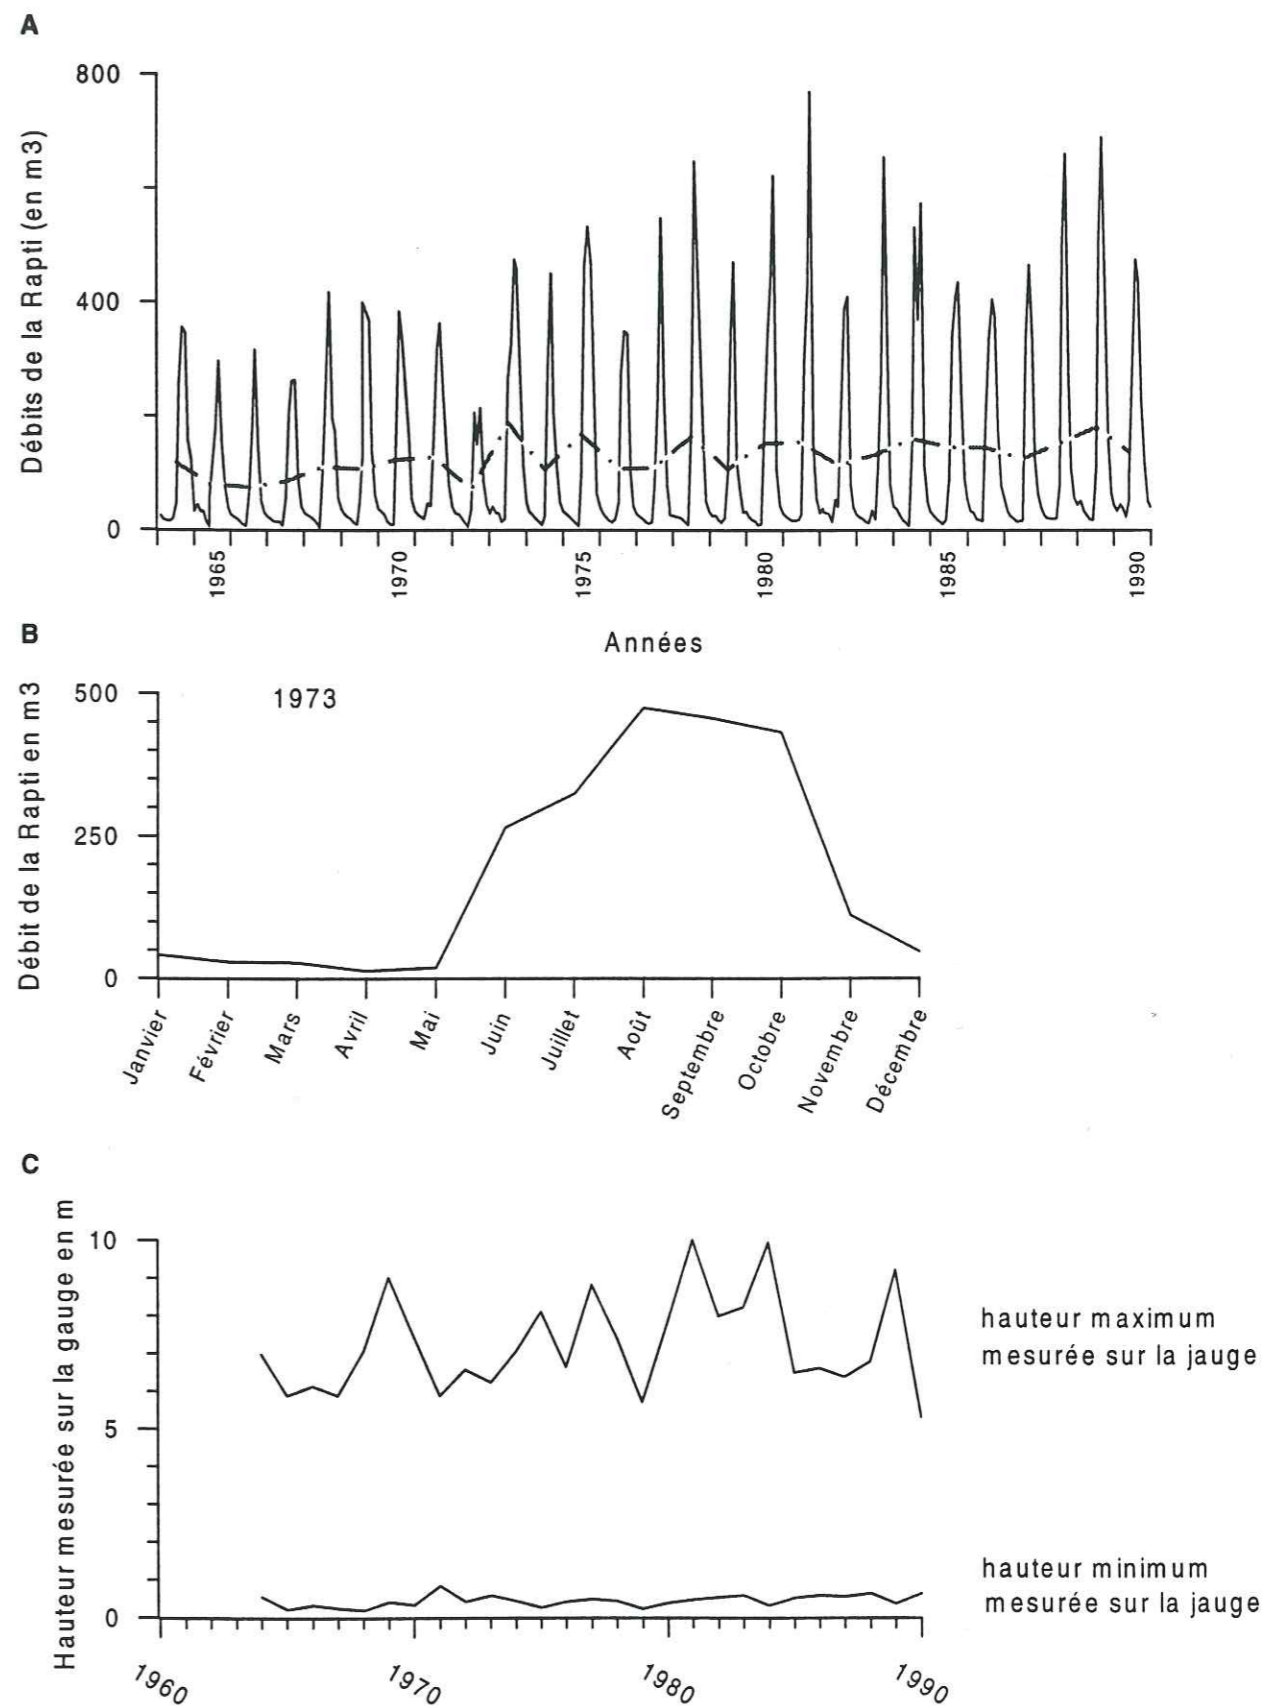 A
Débits de la Rapti (en m3)
800
400
0
1965
1970
1975
1980
1985
1990
Années
B
Débit de la Rapti en m3
500
250
0
1973
Janvier
Février
Mars
Avril
Mai
Juin
Juillet
Août
Septembre
Octobre
Novembre
Décembre
C
Hauteur mesurée sur la gauge en m
10
5
0
hauteur maximum
mesurée sur la jauge
hauteur minimum
mesurée sur la jauge
1960
1970
1980
1990